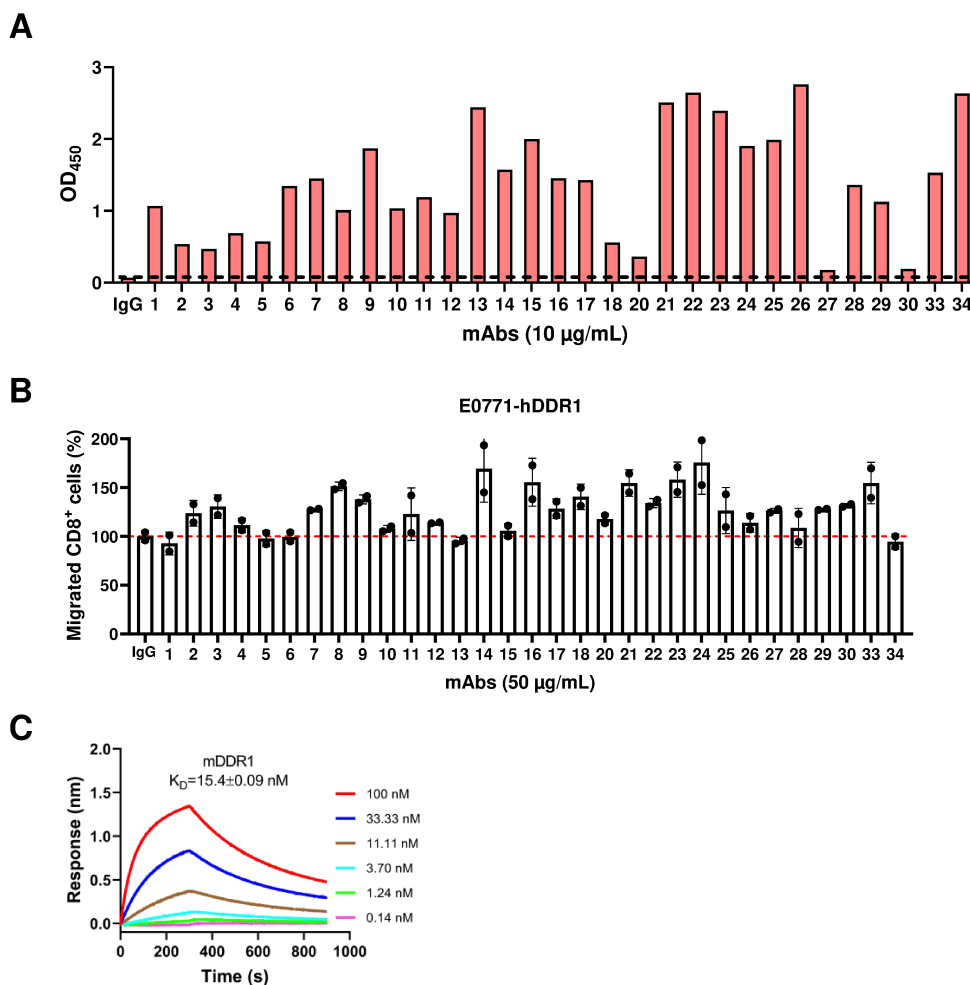 A
3
2
1
0
OD450
IgG 1 2 3 4 5 6 7 8 9 10 11 12 13 14 15 16 17 18 20 21 22 23 24 25 26 27 28 29 30 33 34
mAbs (10 µg/mL)
B
E0771-hDDR1
200
150
100
50
0
Migrated CD8+ cells (%)
IgG 1 2 3 4 5 6 7 8 9 10 11 12 13 14 15 16 17 18 20 21 22 23 24 25 26 27 28 29 30 33 34
mAbs (50 µg/mL)
C
mDDR1
KD=15.4±0.09 nM
2.0
1.5
1.0
0.5
0.0
Response (nm)
100 nM
33.33 nM
11.11 nM
3.70 nM
1.24 nM
0.14 nM
0 200 400 600 800 1000
Time (s)